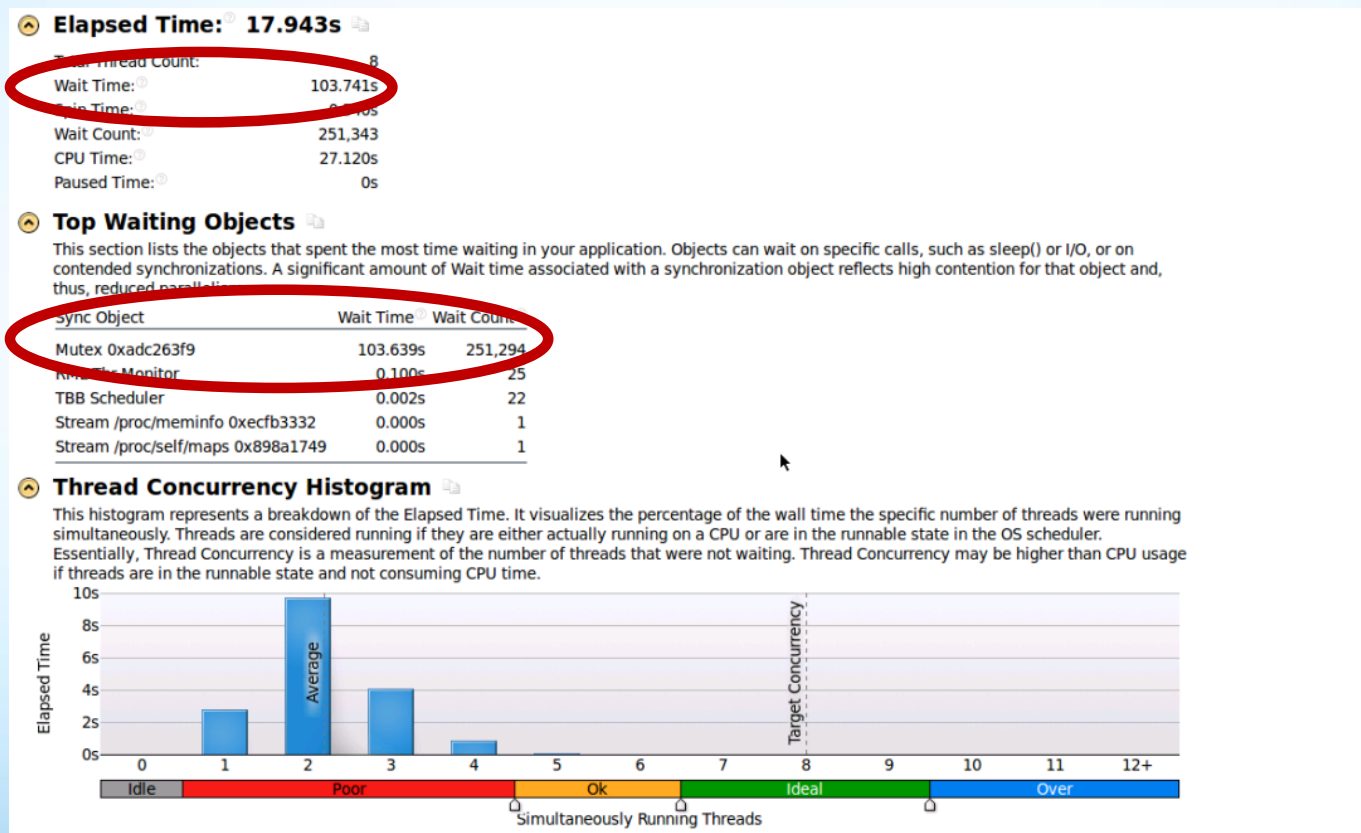 Elapsed Time: 17.943s
Total Thread Count: 8
Wait Time: 103.741s
Spin Time:
Wait Count: 251,343
CPU Time: 27.120s
Paused Time: 0s
Top Waiting Objects
This section lists the objects that spent the most time waiting in your application. Objects can wait on specific calls, such as sleep() or I/O, or on
contended synchronizations. A significant amount of Wait time associated with a synchronization object reflects high contention for that object and,
thus, reduced parallelism.
Sync Object Wait Time Wait Count
Mutex 0xadc263f9 103.639s 251,294
Monitor 0.100s 25
TBB Scheduler 0.002s 22
Stream /proc/meminfo 0xecfb3332 0.000s 1
Stream /proc/self/maps 0x898a1749 0.000s 1
Thread Concurrency Histogram
This histogram represents a breakdown of the Elapsed Time. It visualizes the percentage of the wall time the specific number of threads were running
simultaneously. Threads are considered running if they are either actually running on a CPU or are in the runnable state in the OS scheduler.
Essentially, Thread Concurrency is a measurement of the number of threads that were not waiting. Thread Concurrency may be higher than CPU usage
if threads are in the runnable state and not consuming CPU time.
10s
8s
6s
4s
2s
0s
Elapsed Time
Average
Target Concurrency
0 1 2 3 4 5 6 7 8 9 10 11 12+
Idle Poor Ok Ideal Over
Simultaneously Running Threads